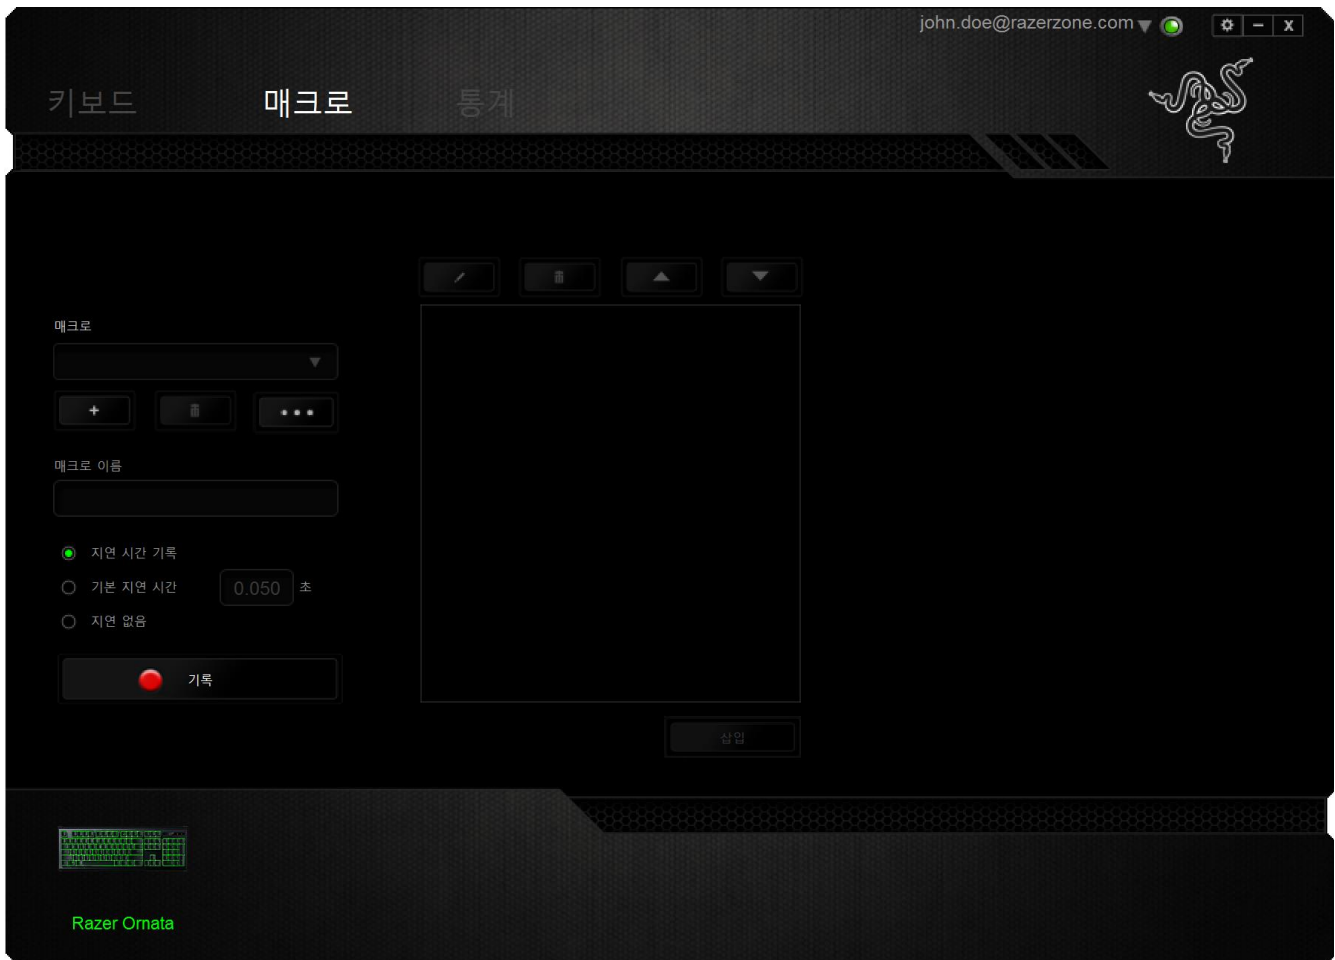 john.doe@razerzone.com
키보드
매크로
통계
매크로
매크로 이름
지연 시간 기록
기본 지연 시간 0.050 초
지연 없음
기록
삽입
Razer Ornata